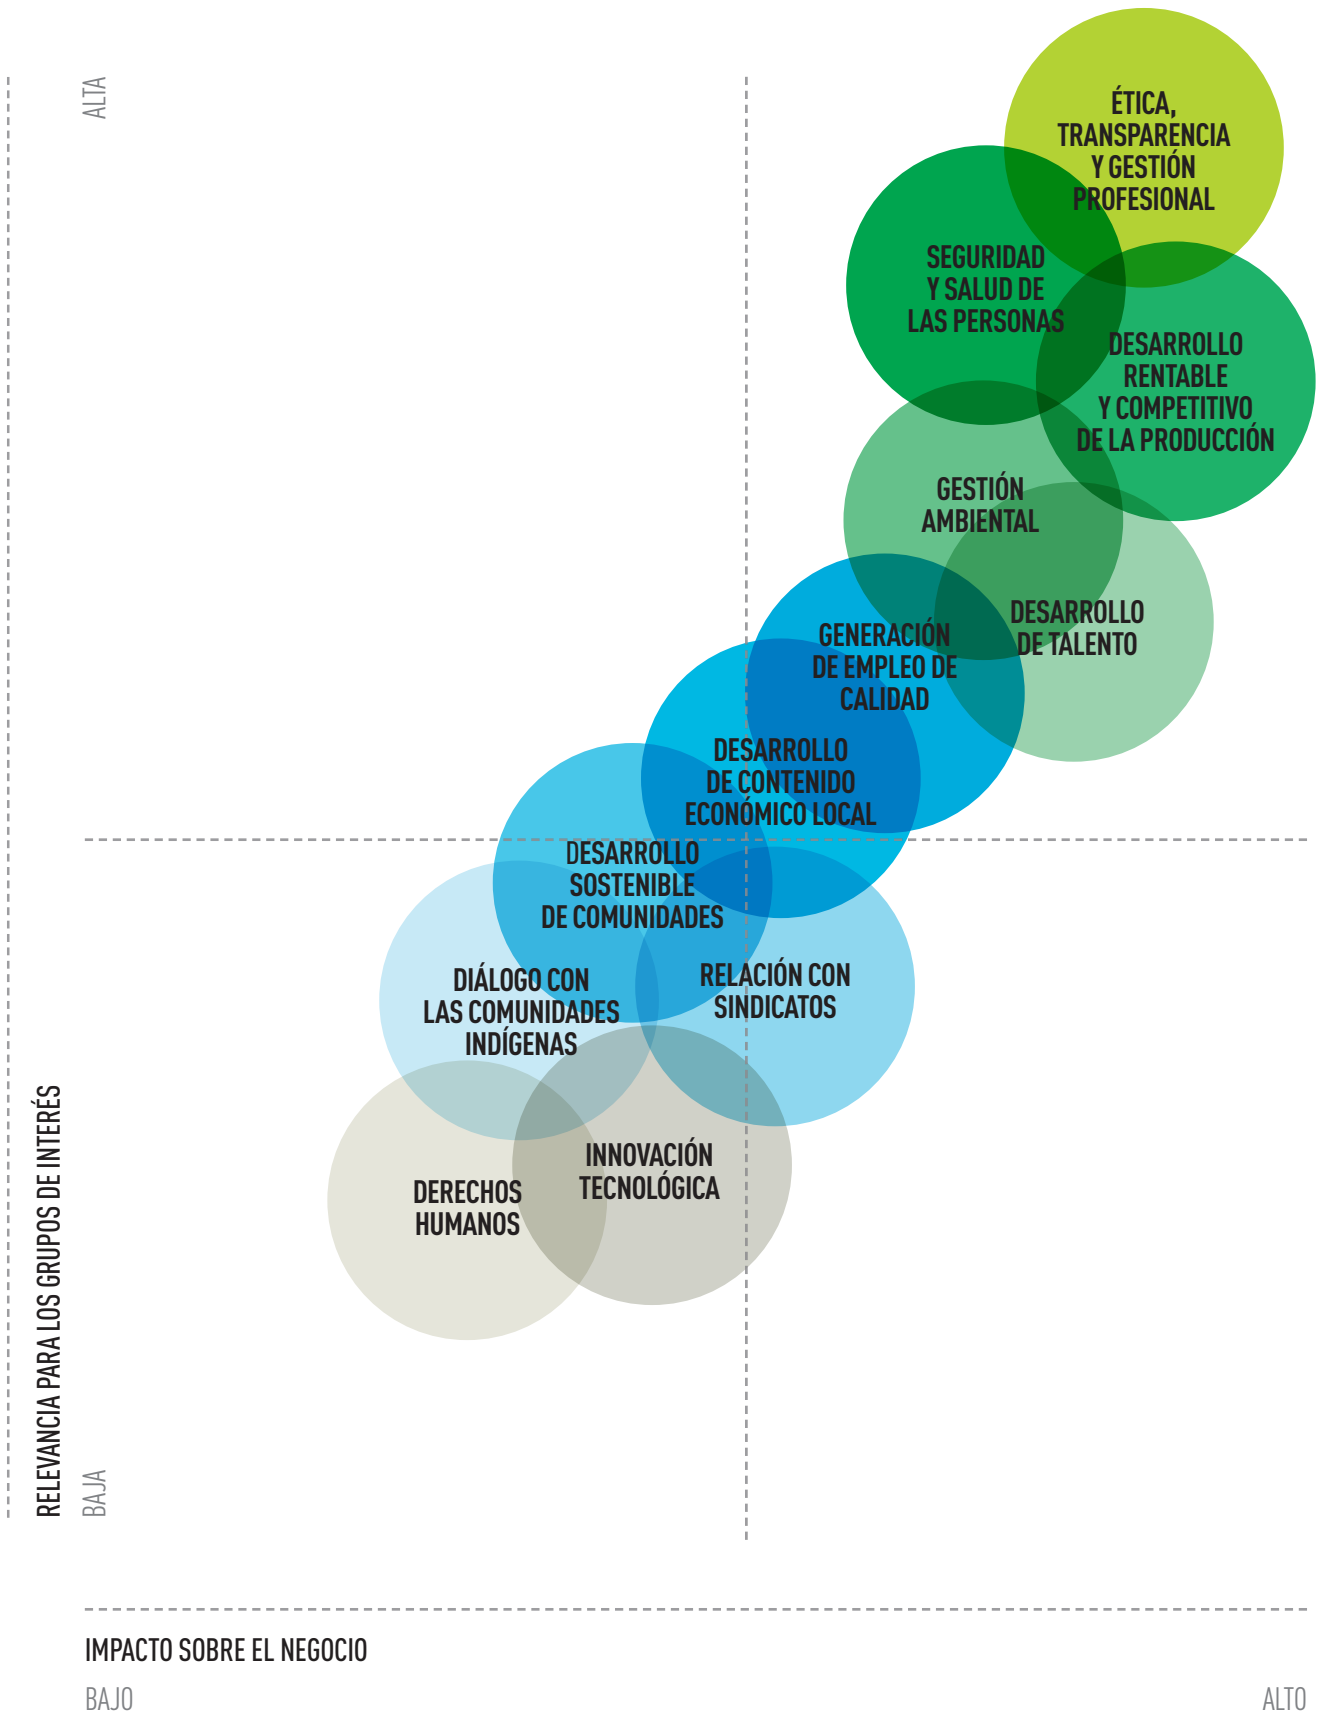 ALTA
ÉTICA,
TRANSPARENCIA
Y GESTIÓN
PROFESIONAL
SEGURIDAD
Y SALUD DE
LAS PERSONAS
DESARROLLO
RENTABLE
Y COMPETITIVO
DE LA PRODUCCIÓN
GESTIÓN
AMBIENTAL
DESARROLLO
DE TALENTO
GENERACIÓN
DE EMPLEO DE
CALIDAD
DESARROLLO
DE CONTENIDO
ECONÓMICO LOCAL
DESARROLLO
SOSTENIBLE
DE COMUNIDADES
DIÁLOGO CON
LAS COMUNIDADES
INDÍGENAS
RELACIÓN CON
SINDICATOS
INNOVACIÓN
TECNOLÓGICA
DERECHOS
HUMANOS
RELEVANCIA PARA LOS GRUPOS DE INTERÉS
BAJA
IMPACTO SOBRE EL NEGOCIO
BAJO
ALTO